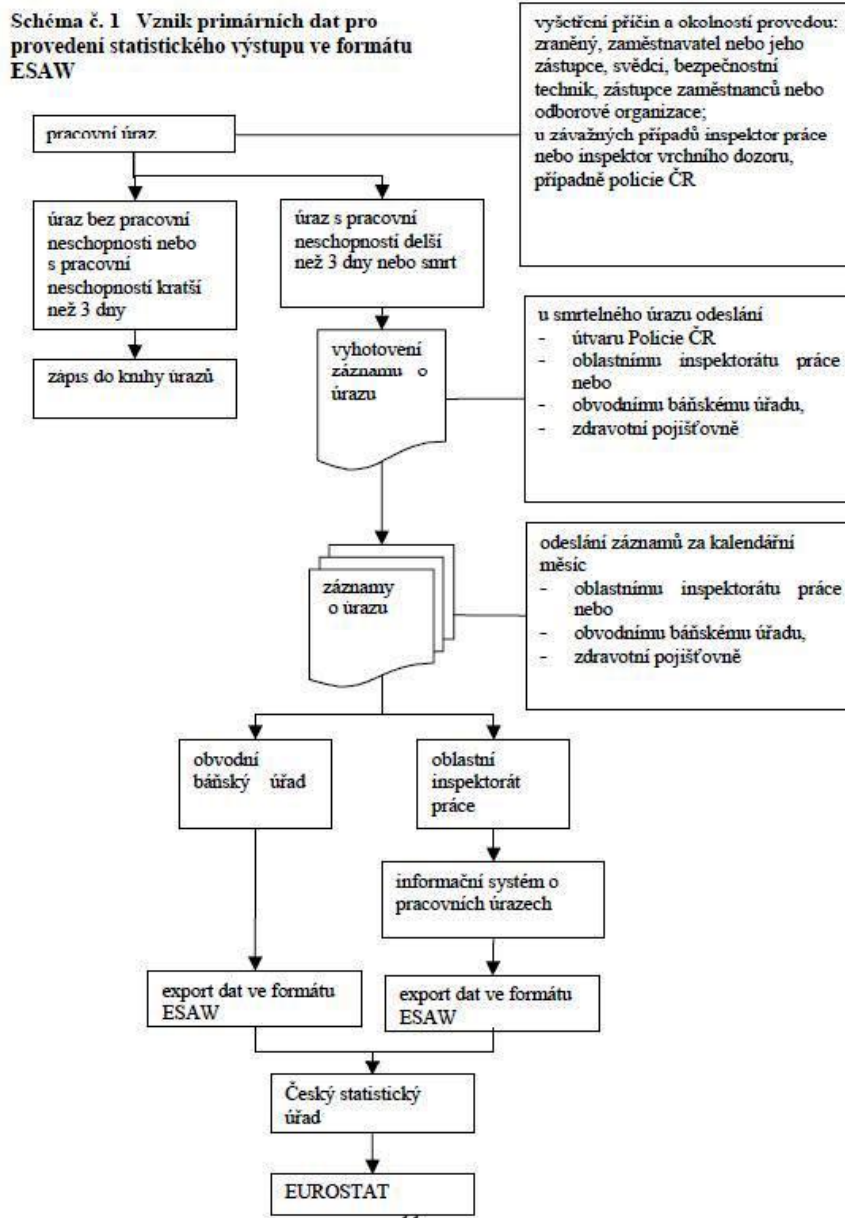 Schéma č. 1 Vznik primárních dat pro
provedení statistického výstupu ve formátu
ESAW
vyšetření příčin a okolností provedou:
zraněný, zaměstnavatel nebo jeho
zástupce, svědci, bezpečnostní
technik, zástupce zaměstnanců nebo
odborové organizace;
u závažných případů inspektor práce
nebo inspektor vrchního dozoru,
případně policie ČR
pracovní úraz
úraz bez pracovní
neschopnosti nebo
s pracovní
neschopností kratší
než 3 dny
úraz s pracovní
neschopností delší
než 3 dny nebo smrt
zápis do knihy úrazů
vyhotovení
záznamu o
úrazu
u smrtelného úrazu odeslání
- útvaru Policie ČR
- oblastnímu inspektorátu práce
nebo
- obvodnímu báňskému úřadu,
- zdravotní pojišťovně
záznamy
o úrazu
odeslání záznamů za kalendářní
měsíc
- oblastnímu inspektorátu práce
nebo
- obvodnímu báňskému úřadu,
- zdravotní pojišťovně
obvodní
báňský úřad
oblastní
inspektorát
práce
informační systém o
pracovních úrazech
export dat ve formátu
ESAW
export dat ve formátu
ESAW
Český statistický
úřad
EUROSTAT